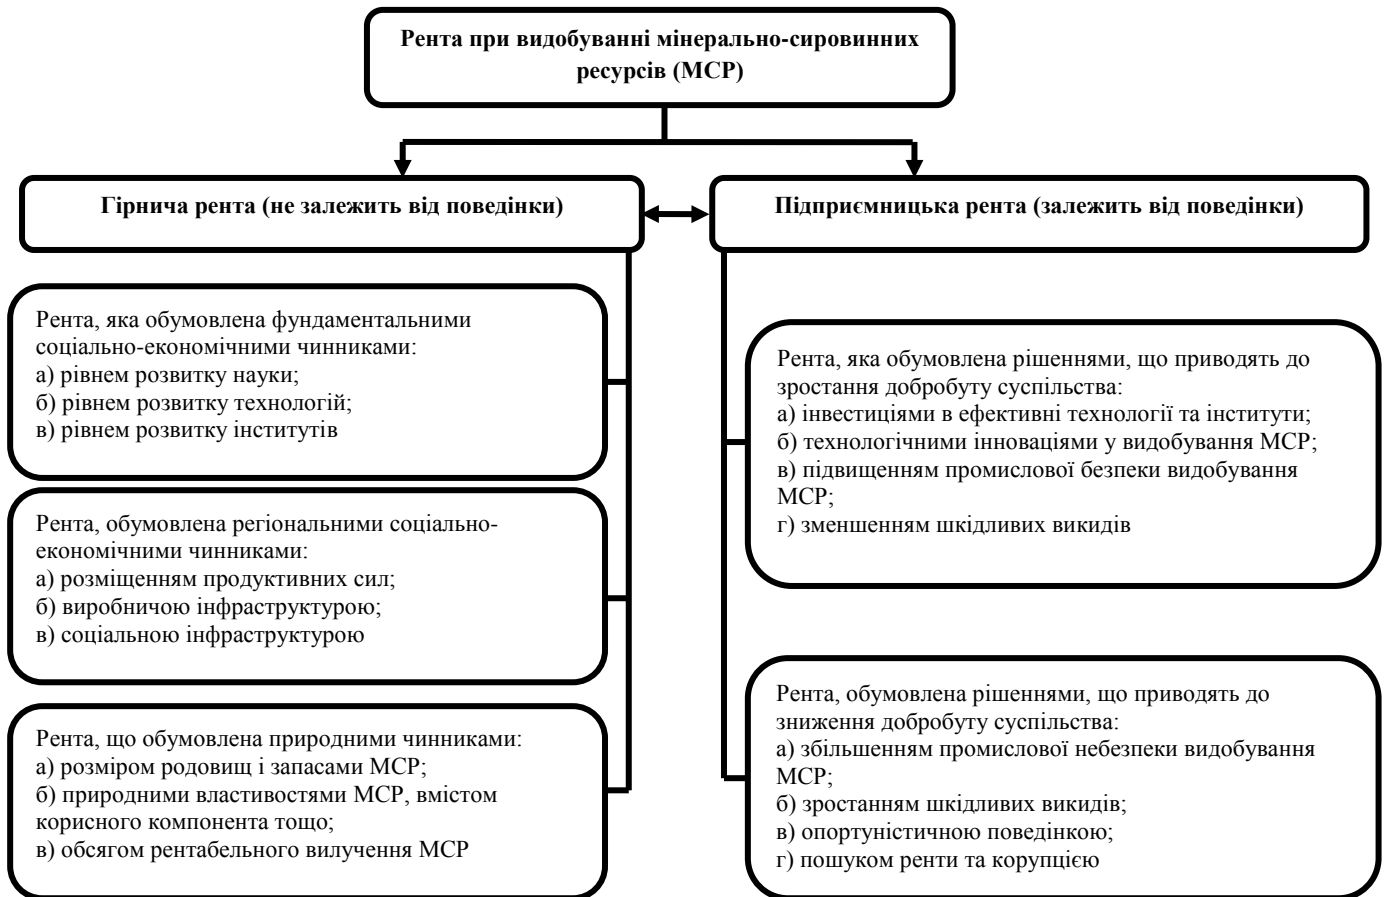 Рента при видобуванні мінерально-сировинних
ресурсів (МСР)
Гірнича рента (не залежить від поведінки)
Підприємницька рента (залежить від поведінки)
Рента, яка обумовлена фундаментальними
соціально-економічними чинниками:
а) рівнем розвитку науки;
б) рівнем розвитку технологій;
в) рівнем розвитку інститутів
Рента, обумовлена регіональними соціально-
економічними чинниками:
а) розміщенням продуктивних сил;
б) виробничою інфраструктурою;
в) соціальною інфраструктурою
Рента, що обумовлена природними чинниками:
а) розміром родовищ і запасами МСР;
б) природними властивостями МСР, вмістом
корисного компонента тощо;
в) обсягом рентабельного вилучення МСР
Рента, яка обумовлена рішеннями, що приводять до
зростання добробуту суспільства:
а) інвестиціями в ефективні технології та інститути;
б) технологічними інноваціями у видобування МСР;
в) підвищенням промислової безпеки видобування
МСР;
г) зменшенням шкідливих викидів
Рента, обумовлена рішеннями, що приводять до
зниження добробуту суспільства:
а) збільшенням промислової небезпеки видобування
МСР;
б) зростанням шкідливих викидів;
в) опортуністичною поведінкою;
г) пошуком ренти та корупцією